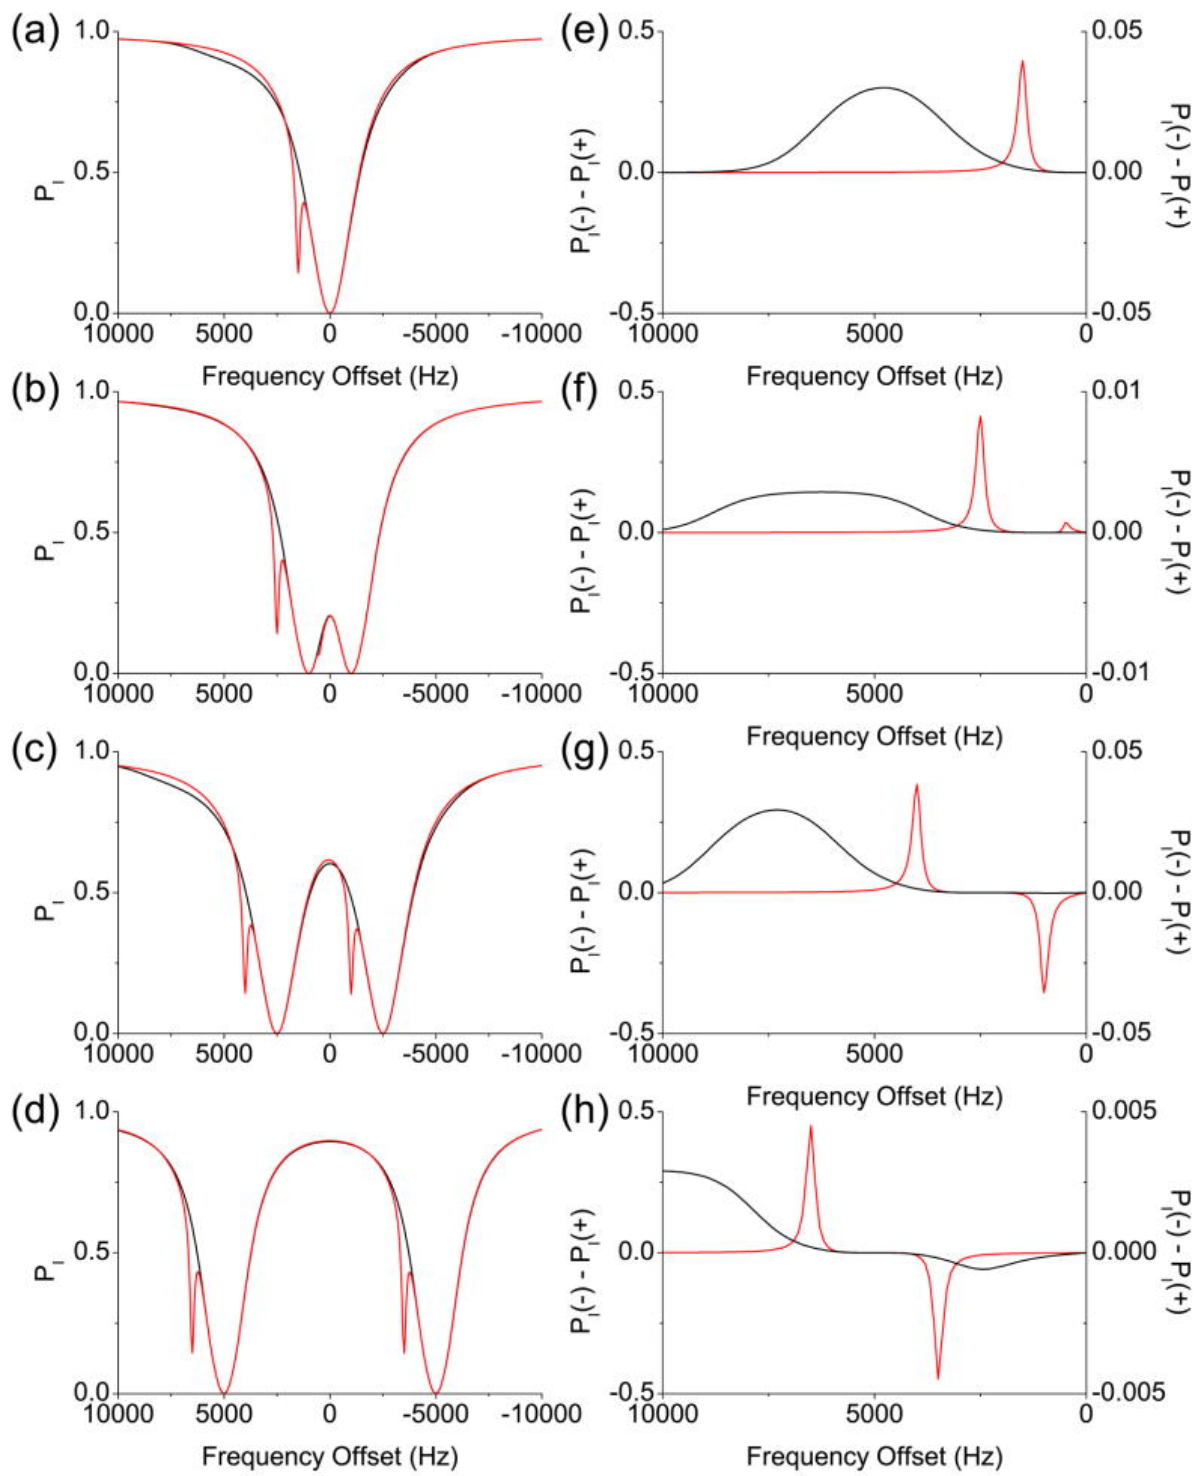 (a)
1.0
0.5
0.0
P_I
10000 5000 0 -5000 -10000
Frequency Offset (Hz)
(e)
0.5
0.0
-0.5
P_I(-) - P_I(+)
0.05
0.00
-0.05
P_I(-) - P_I(+)
10000 5000 0
Frequency Offset (Hz)
(b)
1.0
0.5
0.0
P_I
10000 5000 0 -5000 -10000
(f)
0.5
0.0
-0.5
P_I(-) - P_I(+)
0.01
0.00
-0.01
P_I(-) - P_I(+)
10000 5000 0
Frequency Offset (Hz)
(c)
1.0
0.5
0.0
P_I
10000 5000 0 -5000 -10000
(g)
0.5
0.0
-0.5
P_I(-) - P_I(+)
0.05
0.00
-0.05
P_I(-) - P_I(+)
10000 5000 0
Frequency Offset (Hz)
(d)
1.0
0.5
0.0
P_I
10000 5000 0 -5000 -10000
Frequency Offset (Hz)
(h)
0.5
0.0
-0.5
P_I(-) - P_I(+)
0.005
0.000
-0.005
P_I(-) - P_I(+)
10000 5000 0
Frequency Offset (Hz)